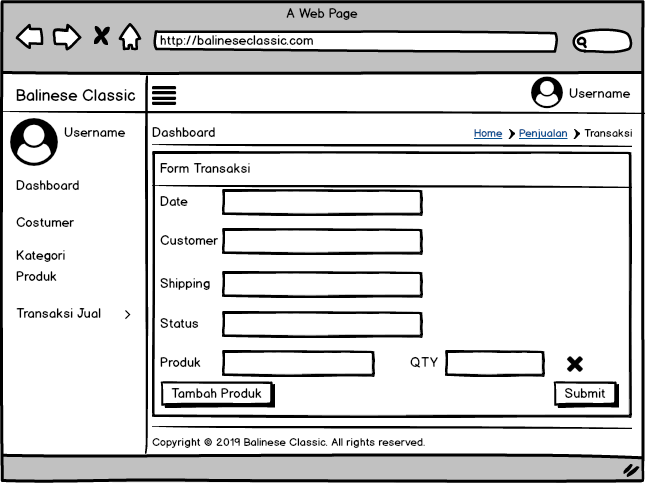 A Web Page
http://balineseclassic.com
Balinese Classic
Username
Username
Dashboard
Costumer
Kategori
Produk
Transaksi Jual
Dashboard
Home Penjualan Transaksi
Form Transaksi
Date
Customer
Shipping
Status
Produk QTY
Tambah Produk Submit
Copyright © 2019 Balinese Classic. All rights reserved.